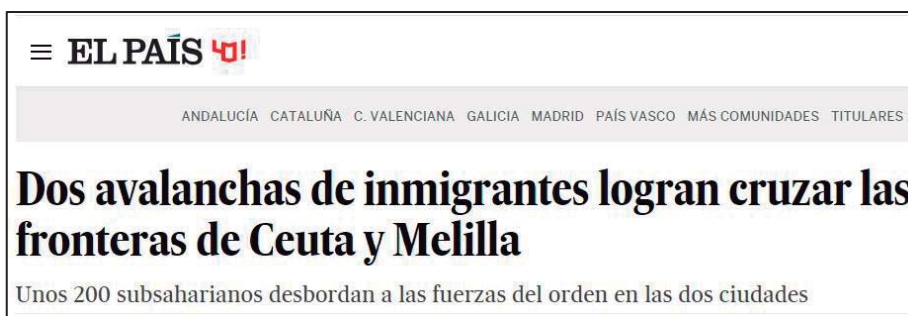 EL PAÍS 40!
ANDALUCÍA CATALUÑA C. VALENCIANA GALICIA MADRID PAÍS VASCO MÁS COMUNIDADES TITULARES
Dos avalanchas de inmigrantes logran cruzar las
fronteras de Ceuta y Melilla
Unos 200 subsaharianos desbordan a las fuerzas del orden en las dos ciudades